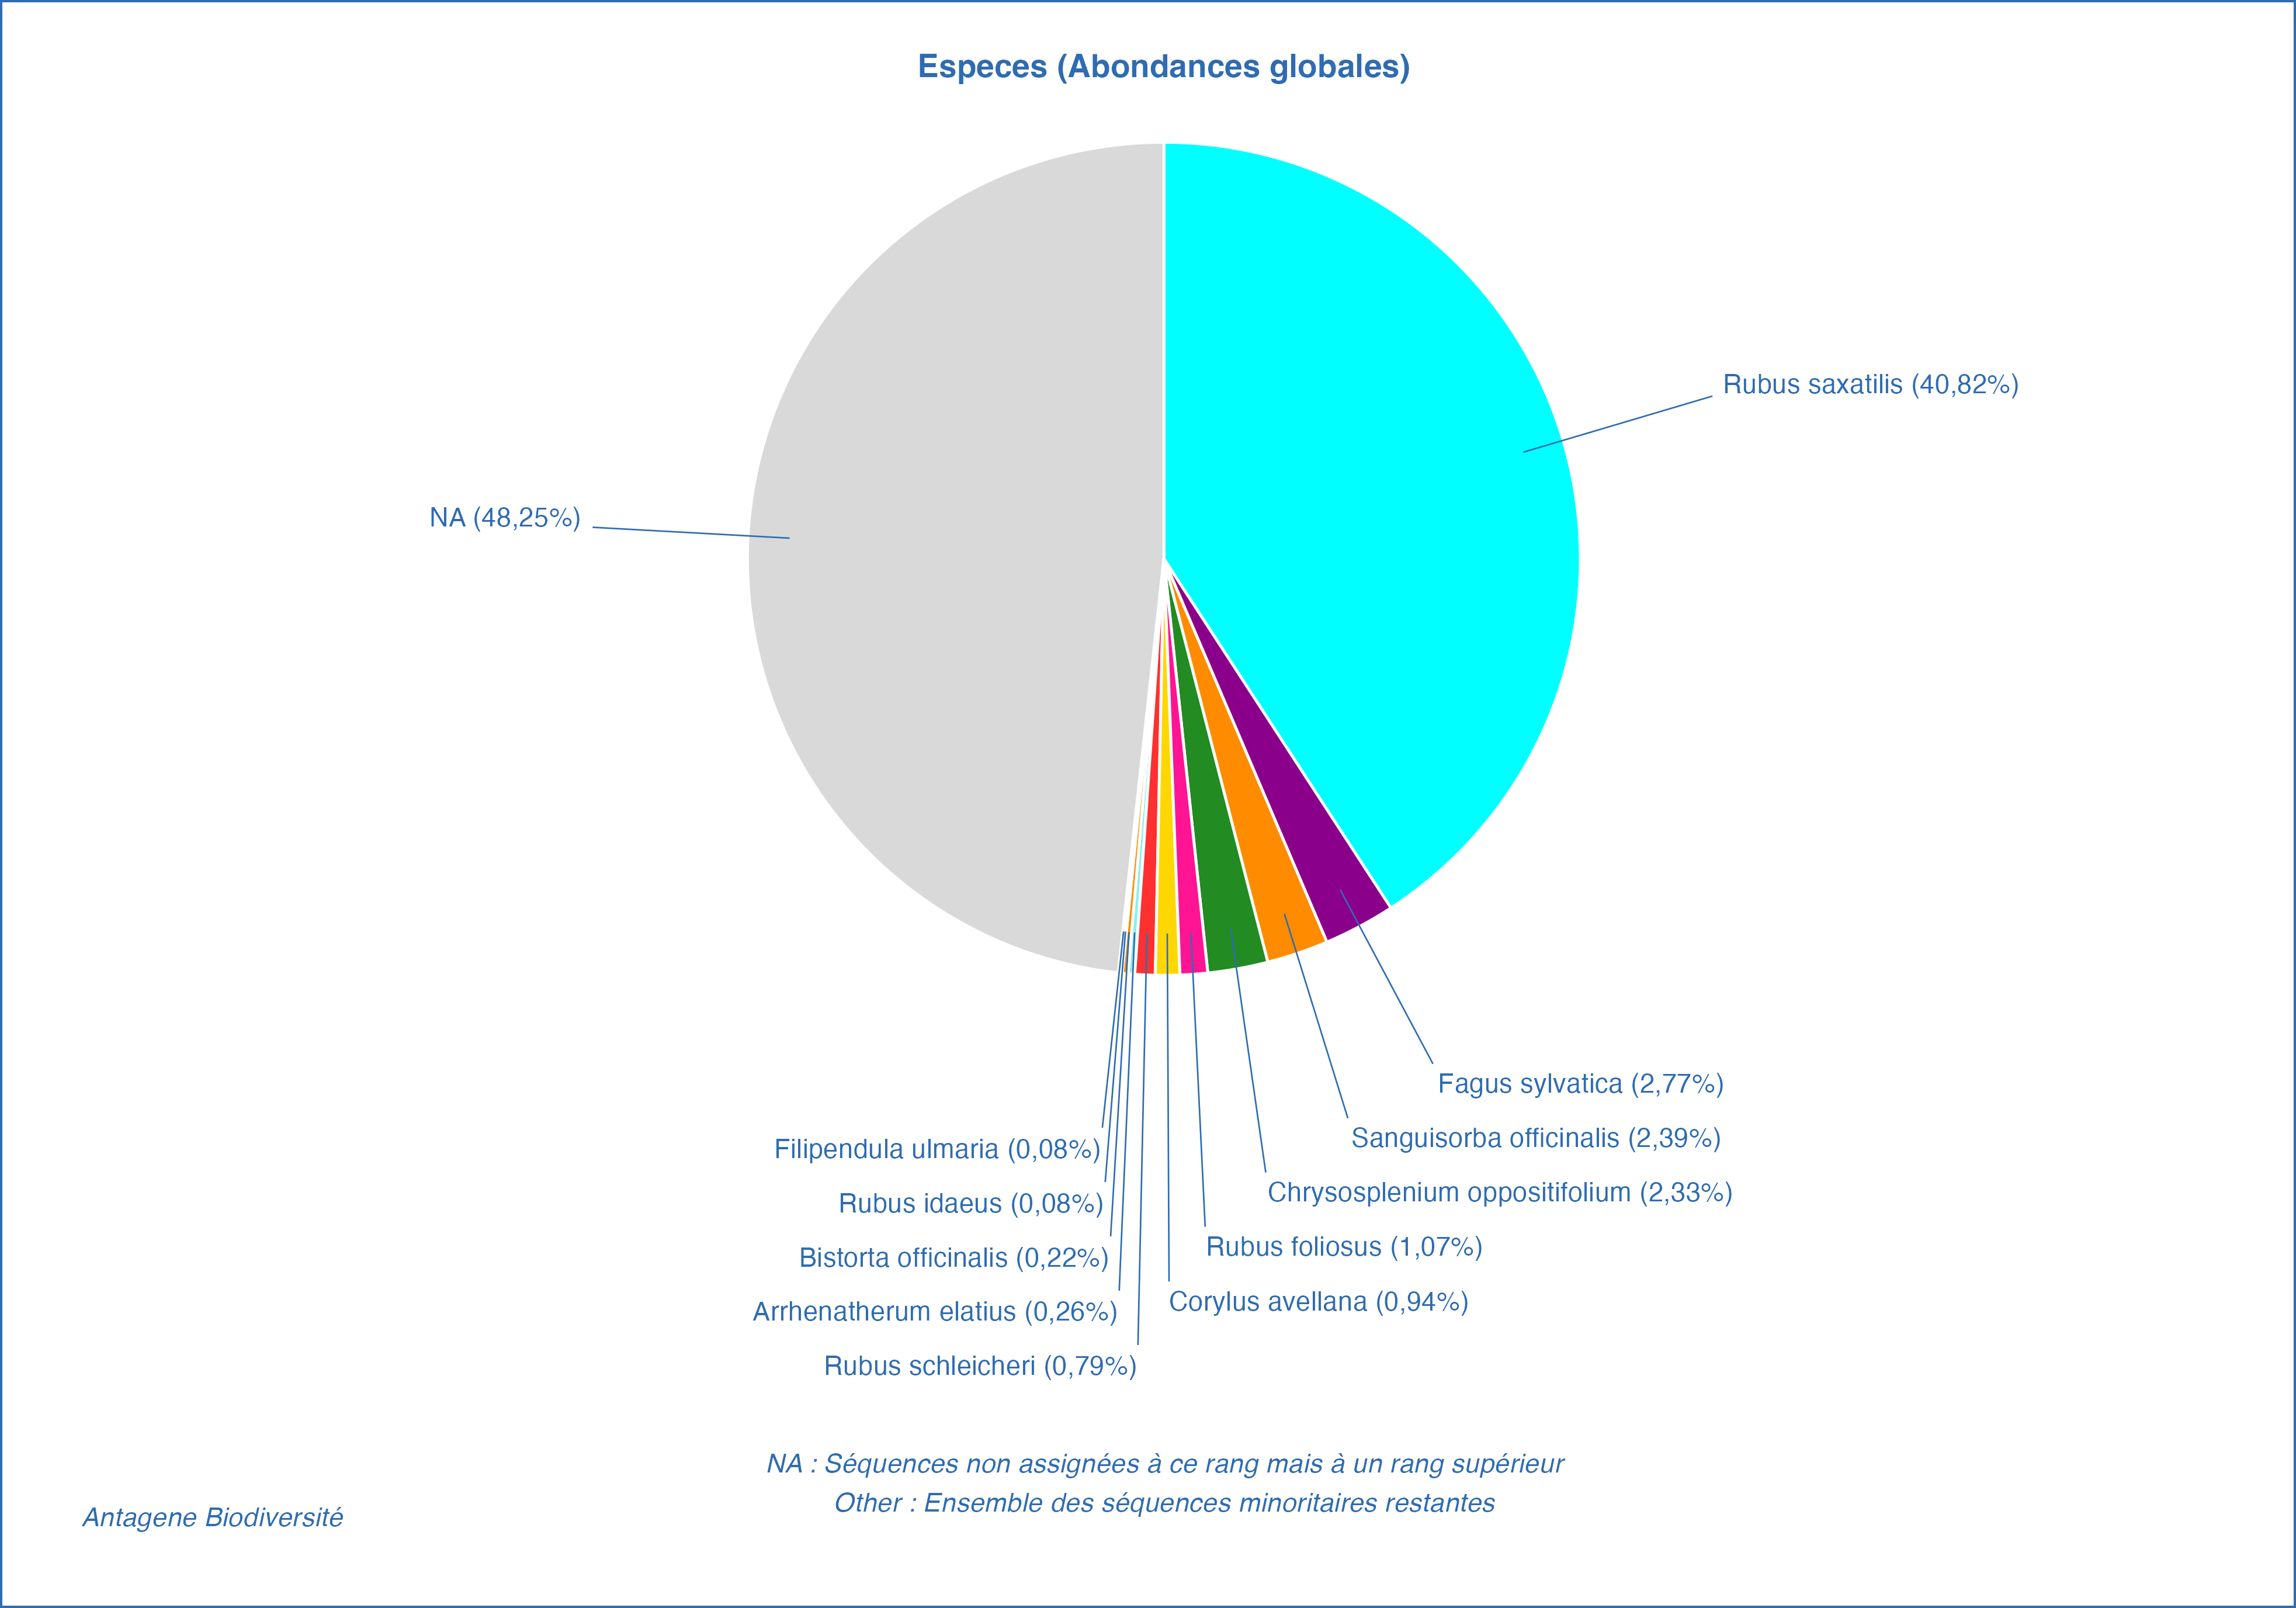 Especes (Abondances globales)
Rubus saxatilis (40,82%)
NA (48,25%)
Fagus sylvatica (2,77%)
Sanguisorba officinalis (2,39%)
Chrysosplenium oppositifolium (2,33%)
Rubus foliosus (1,07%)
Corylus avellana (0,94%)
Filipendula ulmaria (0,08%)
Rubus idaeus (0,08%)
Bistorta officinalis (0,22%)
Arrhenatherum elatius (0,26%)
Rubus schleicheri (0,79%)
NA : Séquences non assignées à ce rang mais à un rang supérieur
Other : Ensemble des séquences minoritaires restantes
Antagene Biodiversité